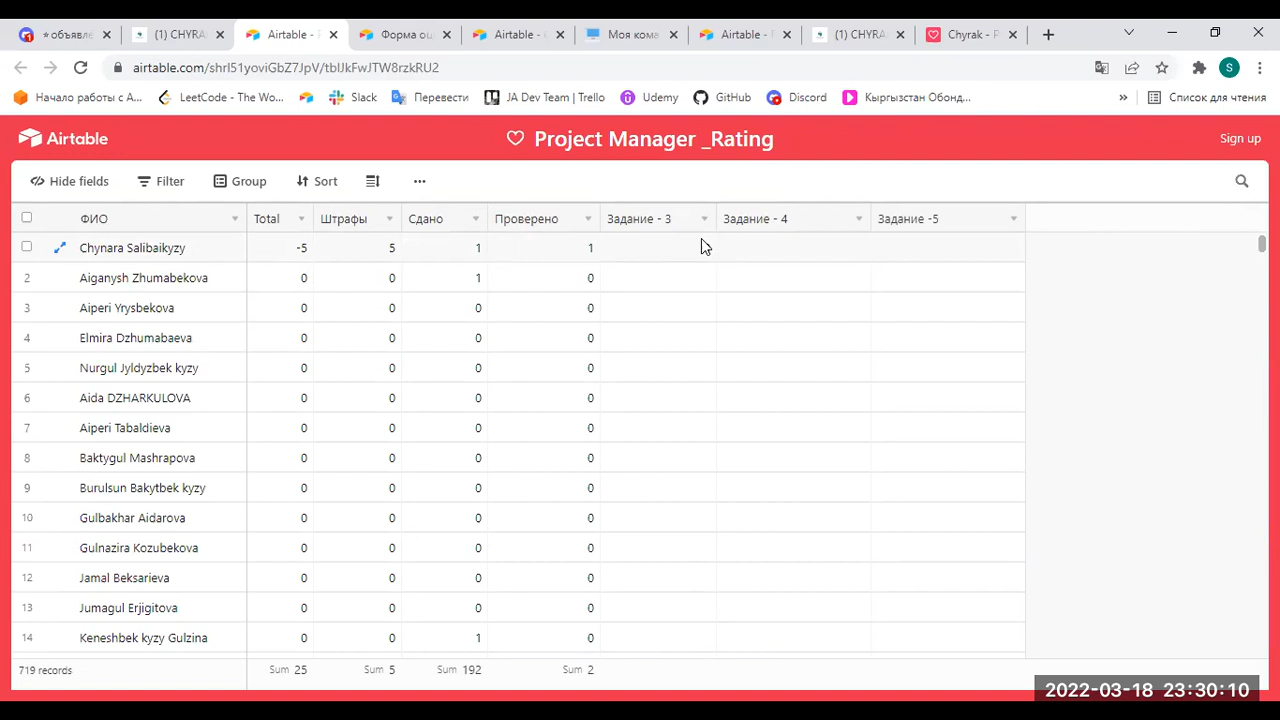 объявле
(1) CHYRA
Airtable - F
Форма оц
Airtable -
Моя кома
Airtable - F
(1) CHYRA
Chyrak - P
airtable.com/shrl51yoviGbZ7JpV/tblJkFwJTW8rzkRU2
S
Начало работы с А...
LeetCode - The Wo...
Slack
Перевести
JA Dev Team | Trello
Udemy
GitHub
Discord
Кыргызстан Обонд...
»
Список для чтения
Airtable
Project Manager _Rating
Sign up
Hide fields
Filter
Group
Sort
ФИО Total Штрафы Сдано Проверено Задание - 3 Задание - 4 Задание -5
Chynara Salibaikyzy -5 5 1 1
2 Aiganysh Zhumabekova 0 0 1 0
3 Aiperi Yrysbekova 0 0 0 0
4 Elmira Dzhumabaeva 0 0 0 0
5 Nurgul Jyldyzbek kyzy 0 0 0 0
6 Aida DZHARKULOVA 0 0 0 0
7 Aiperi Tabaldieva 0 0 0 0
8 Baktygul Mashrapova 0 0 0 0
9 Burulsun Bakytbek kyzy 0 0 0 0
10 Gulbakhar Aidarova 0 0 0 0
11 Gulnazira Kozubekova 0 0 0 0
12 Jamal Beksarieva 0 0 0 0
13 Jumagul Erjigitova 0 0 0 0
14 Keneshbek kyzy Gulzina 0 0 1 0
719 records Sum 25 Sum 5 Sum 192 Sum 2
2022-03-18 23:30:10